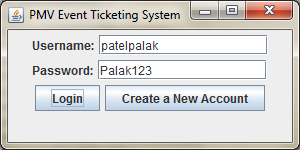 PMV Event Ticketing System
Username: patelpalak
Password: Palak123
Login Create a New Account